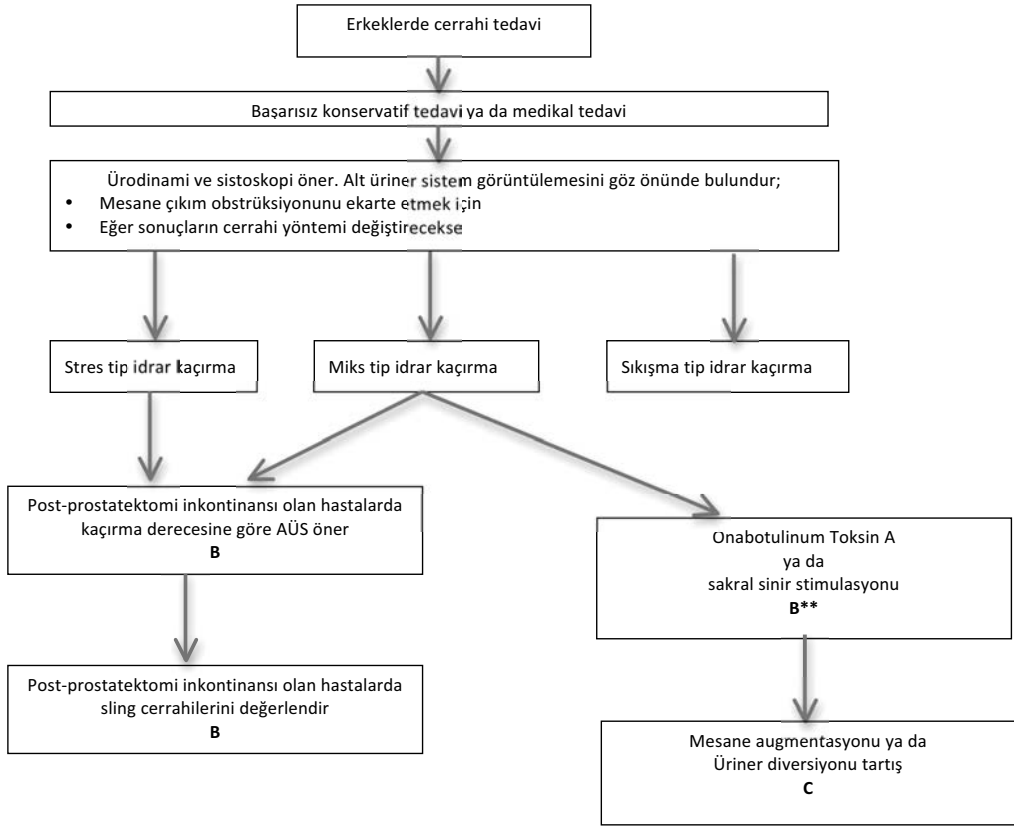 Erkeklerde cerrahi tedavi
Başarısız konservatif tedavi ya da medikal tedavi
Ürodinami ve sistoskopi öner. Alt üriner sistem görüntülemesini göz önünde bulundur;
• Mesane çıkım obstrüksiyonunu ekarte etmek için
• Eğer sonuçların cerrahi yöntemi değiştirecekse
Stres tip idrar kaçırma
Miks tip idrar kaçırma
Sıkışma tip idrar kaçırma
Post-prostatektomi inkontinansı olan hastalarda
kaçırma derecesine göre AÜS öner
B
Onabotulinum Toksin A
ya da
sakral sinir stimulasyonu
B**
Post-prostatektomi inkontinansı olan hastalarda
sling cerrahilerini değerlendir
B
Mesane augmentasyonu ya da
Üriner diversiyonu tartış
C